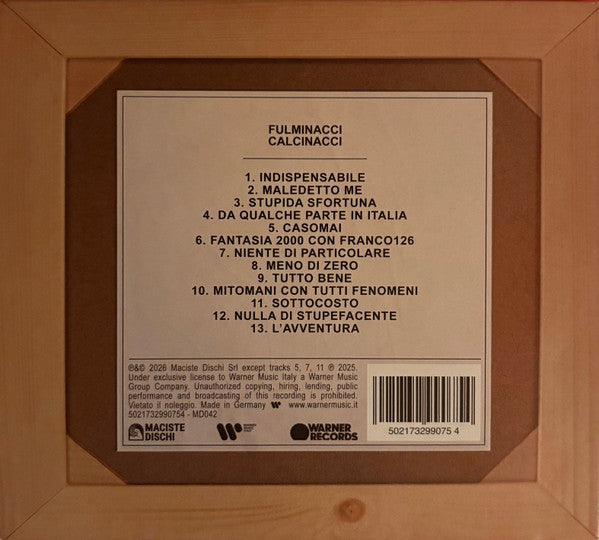 FULMINACCI
CALCINACCI
1. INDISPENSABILE
2. MALEDETTO ME
3. STUPIDA SFORTUNA
4. DA QUALCHE PARTE IN ITALIA
5. CASOMAI
6. FANTASIA 2000 CON FRANCO126
7. NIENTE DI PARTICOLARE
8. MENO DI ZERO
9. TUTTO BENE
10. MITOMANI CON TUTTI FENOMENI
11. SOTTOCOSTO
12. NULLA DI STUPEFACENTE
13. L'AVVENTURA
℗&© 2026 Maciste Dischi Srl except tracks 5, 7, 11 ℗ 2025.
Under exclusive license to Warner Music Italy a Warner Music
Group Company. Unauthorized copying, hiring, lending, public
performance and broadcasting of this recording is prohibited.
Vietato il noleggio. Made in Germany www.warnermusic.it
5021732990754 - MD042
MACISTE
DISCHI
WARNER
RECORDS
502173299075 4